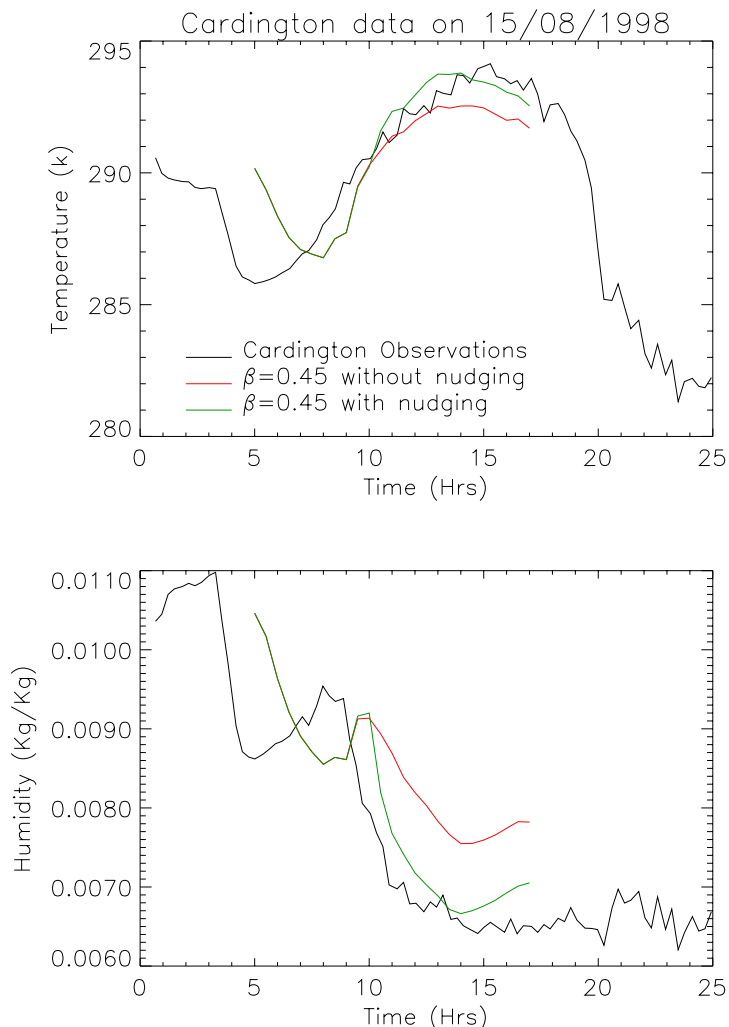 Cardington data on 15/08/1998
295
290
285
280
Temperature (k)
Cardington Observations
β=0.45 without nudging
β=0.45 with nudging
0 5 10 15 20 25
Time (Hrs)
0.0110
0.0100
0.0090
0.0080
0.0070
0.0060
Humidity (Kg/Kg)
0 5 10 15 20 25
Time (Hrs)